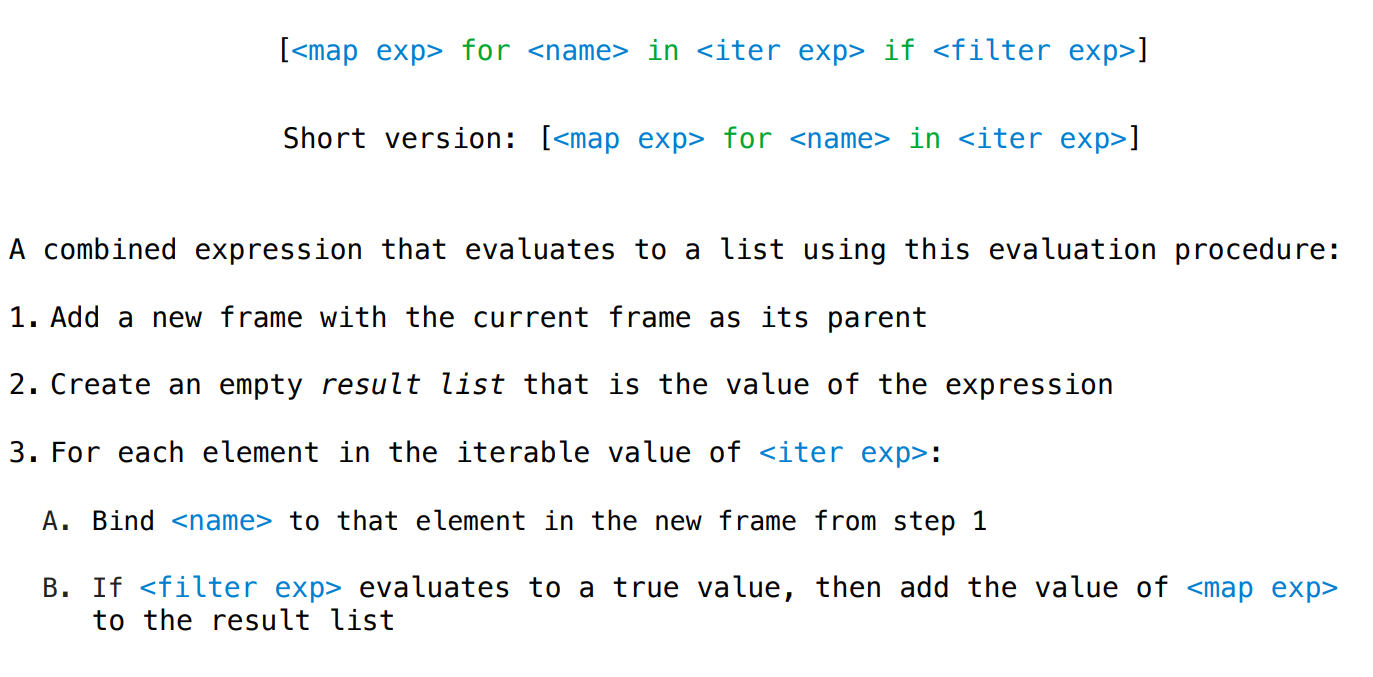 [<map exp> for <name> in <iter exp> if <filter exp>]
Short version: [<map exp> for <name> in <iter exp>]
A combined expression that evaluates to a list using this evaluation procedure:
1. Add a new frame with the current frame as its parent
2. Create an empty result list that is the value of the expression
3. For each element in the iterable value of <iter exp>:
A. Bind <name> to that element in the new frame from step 1
B. If <filter exp> evaluates to a true value, then add the value of <map exp>
to the result list